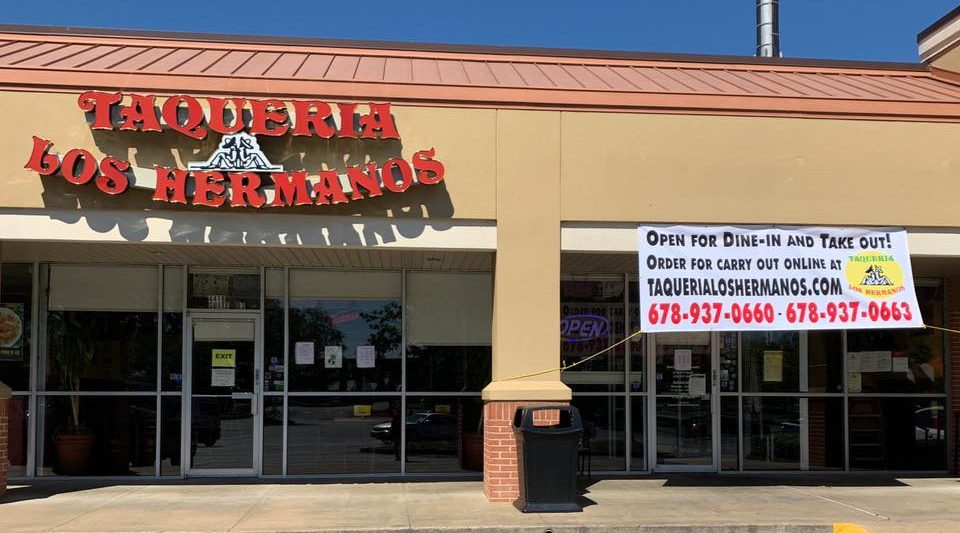 TAQUERIA
LOS HERMANOS
OPEN FOR DINE-IN AND TAKE OUT!
ORDER FOR CARRY OUT ONLINE AT
TAQUERIALOSHERMANOS.COM
678-937-0660 - 678-937-0663
TAQUERIA
LOS HERMANOS
EXIT
OPEN